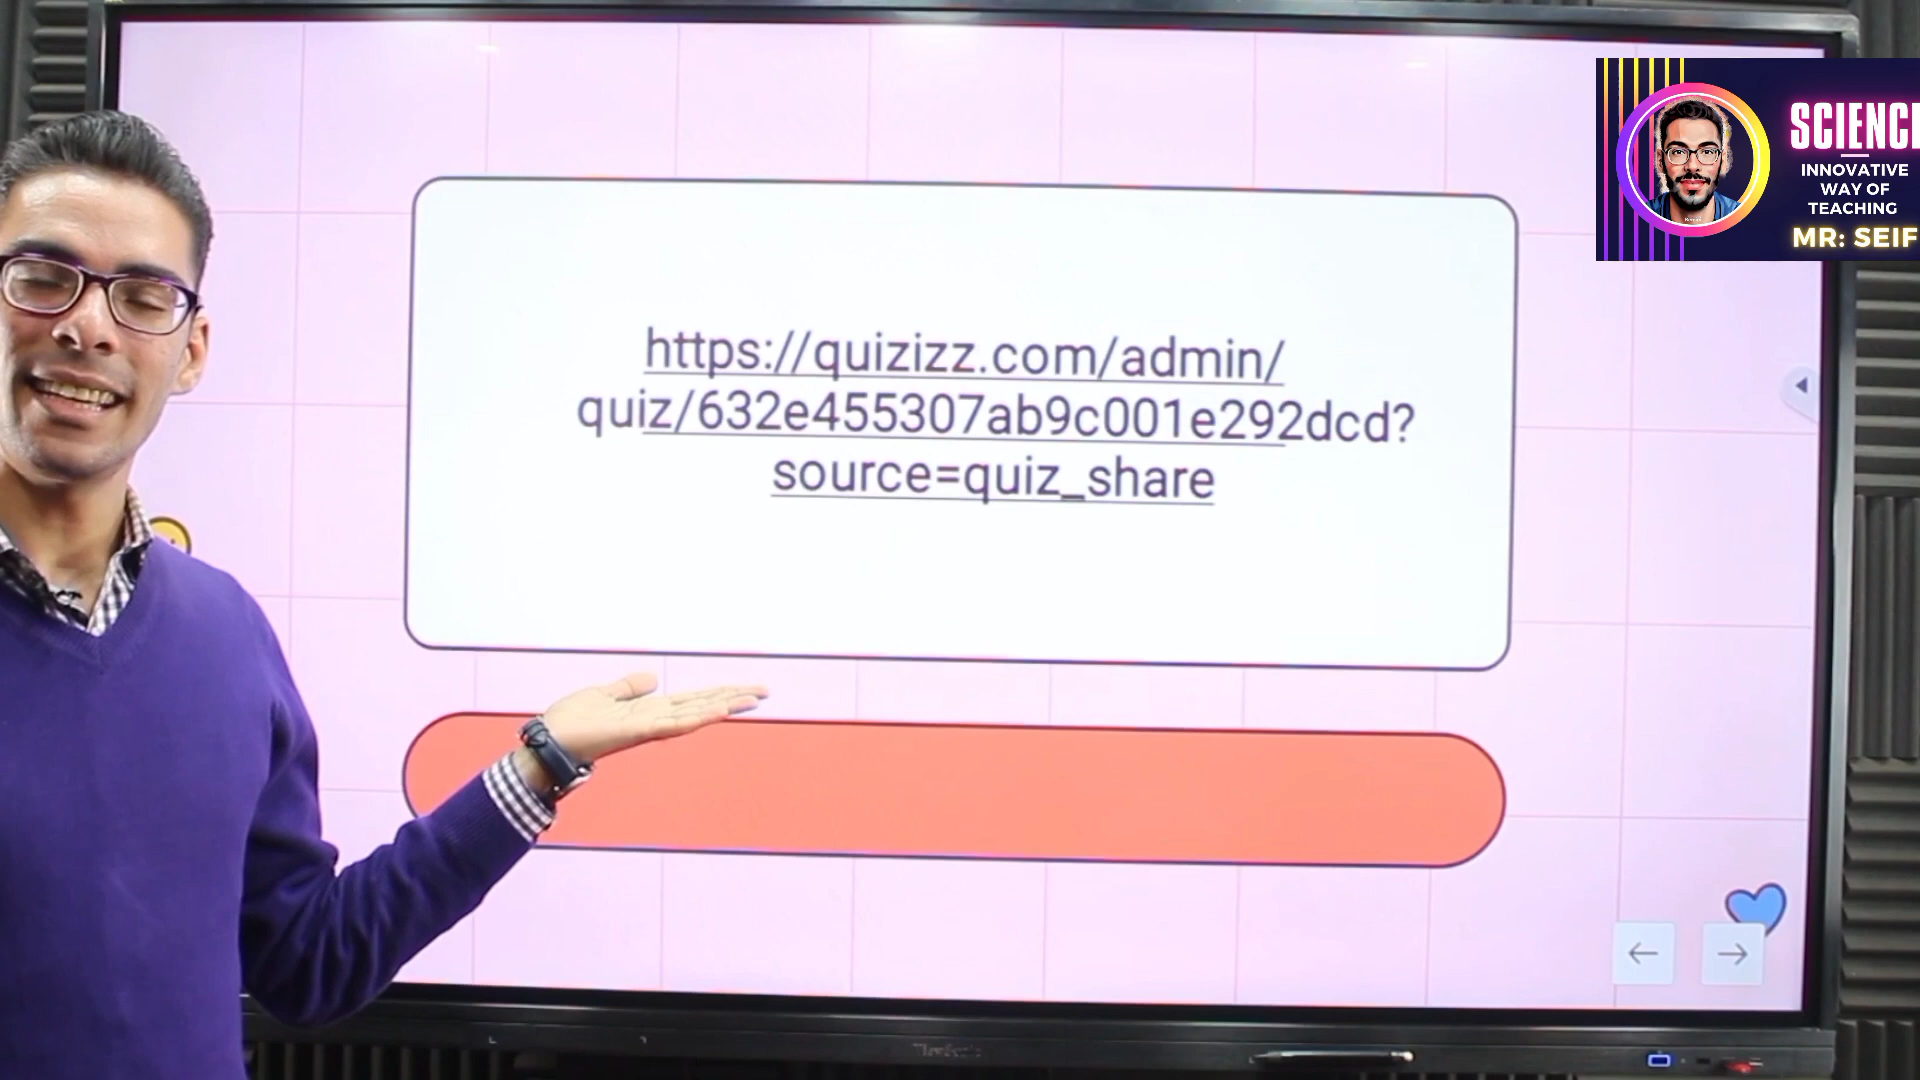 https://quizizz.com/admin/
quiz/632e455307ab9c001e292dcd?
source=quiz_share
SCIENC
INNOVATIVE
WAY OF
TEACHING
MR: SEIF